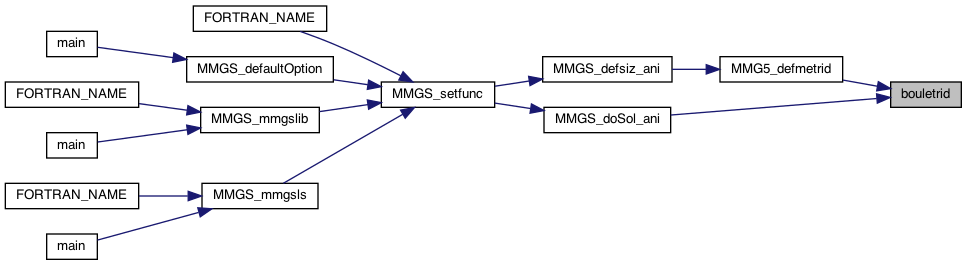 FORTRAN_NAME
main
MMGS_defaultOption
MMGS_defsiz_ani
MMG5_defmetrid
FORTRAN_NAME
MMGS_setfunc
bouletrid
MMGS_mmgslib
MMGS_doSol_ani
main
FORTRAN_NAME
MMGS_mmgsls
main